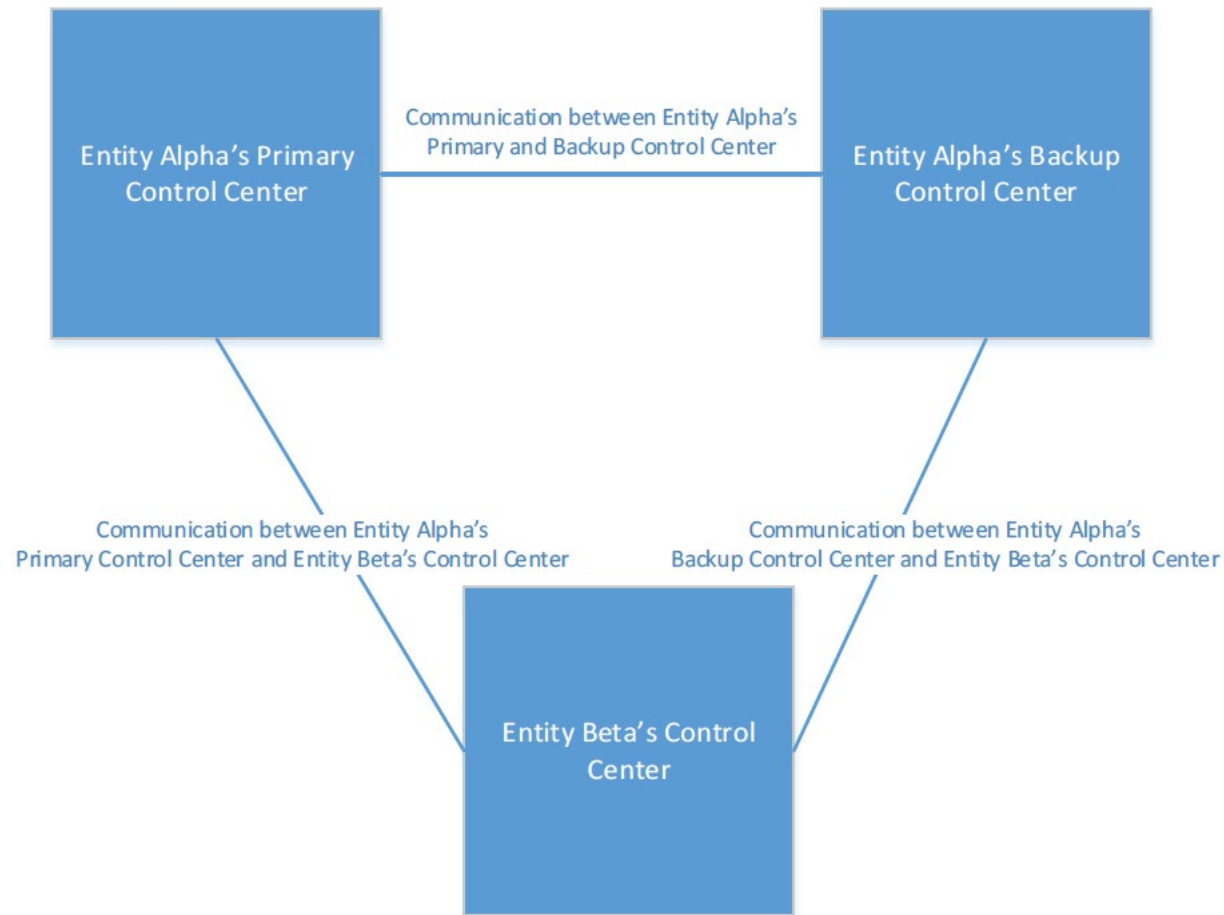 Entity Alpha's Primary
Control Center
Communication between Entity Alpha's
Primary and Backup Control Center
Entity Alpha's Backup
Control Center
Communication between Entity Alpha's
Primary Control Center and Entity Beta's Control Center
Communication between Entity Alpha's
Backup Control Center and Entity Beta's Control Center
Entity Beta's Control
Center